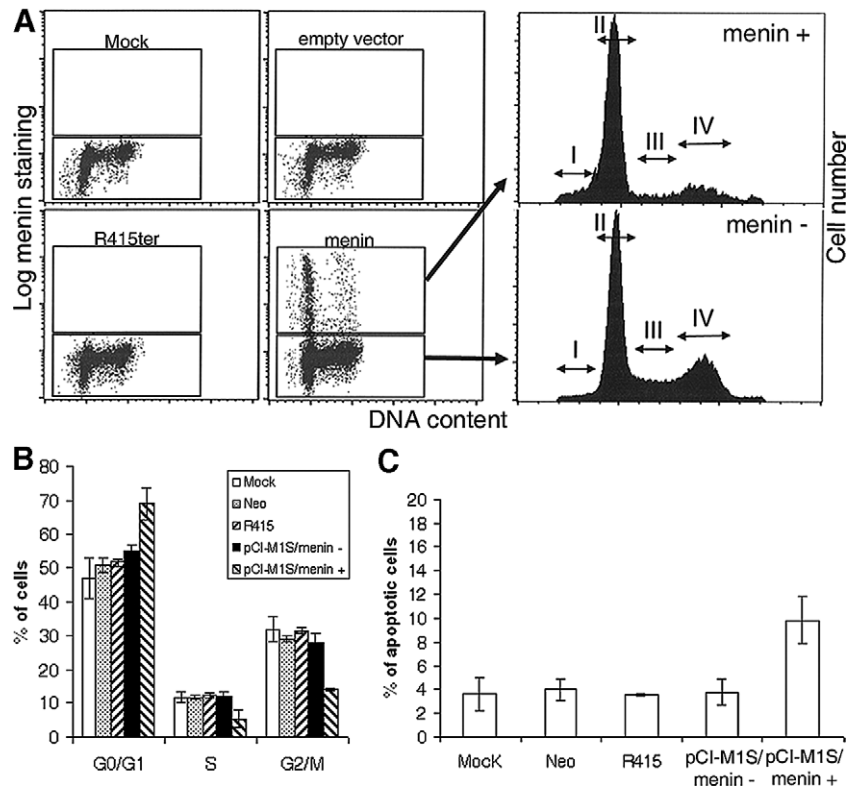 A
Mock
empty vector
R415ter
menin
Log menin staining
DNA content
menin +
I
II
III
IV
menin -
I
II
III
IV
Cell number
B
% of cells
80
70
60
50
40
30
20
10
0
G0/G1
S
G2/M
Mock
Neo
R415
pCI-M1S/menin -
pCI-M1S/menin +
C
% of apoptotic cells
20
18
16
14
12
10
8
6
4
2
0
MocK
Neo
R415
pCI-M1S/
menin -
pCI-M1S/
menin +